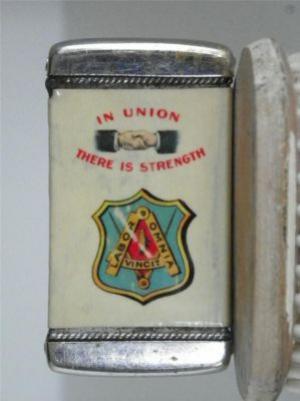 IN UNION
THERE IS STRENGTH
LABOR OMNIA
VINCIT